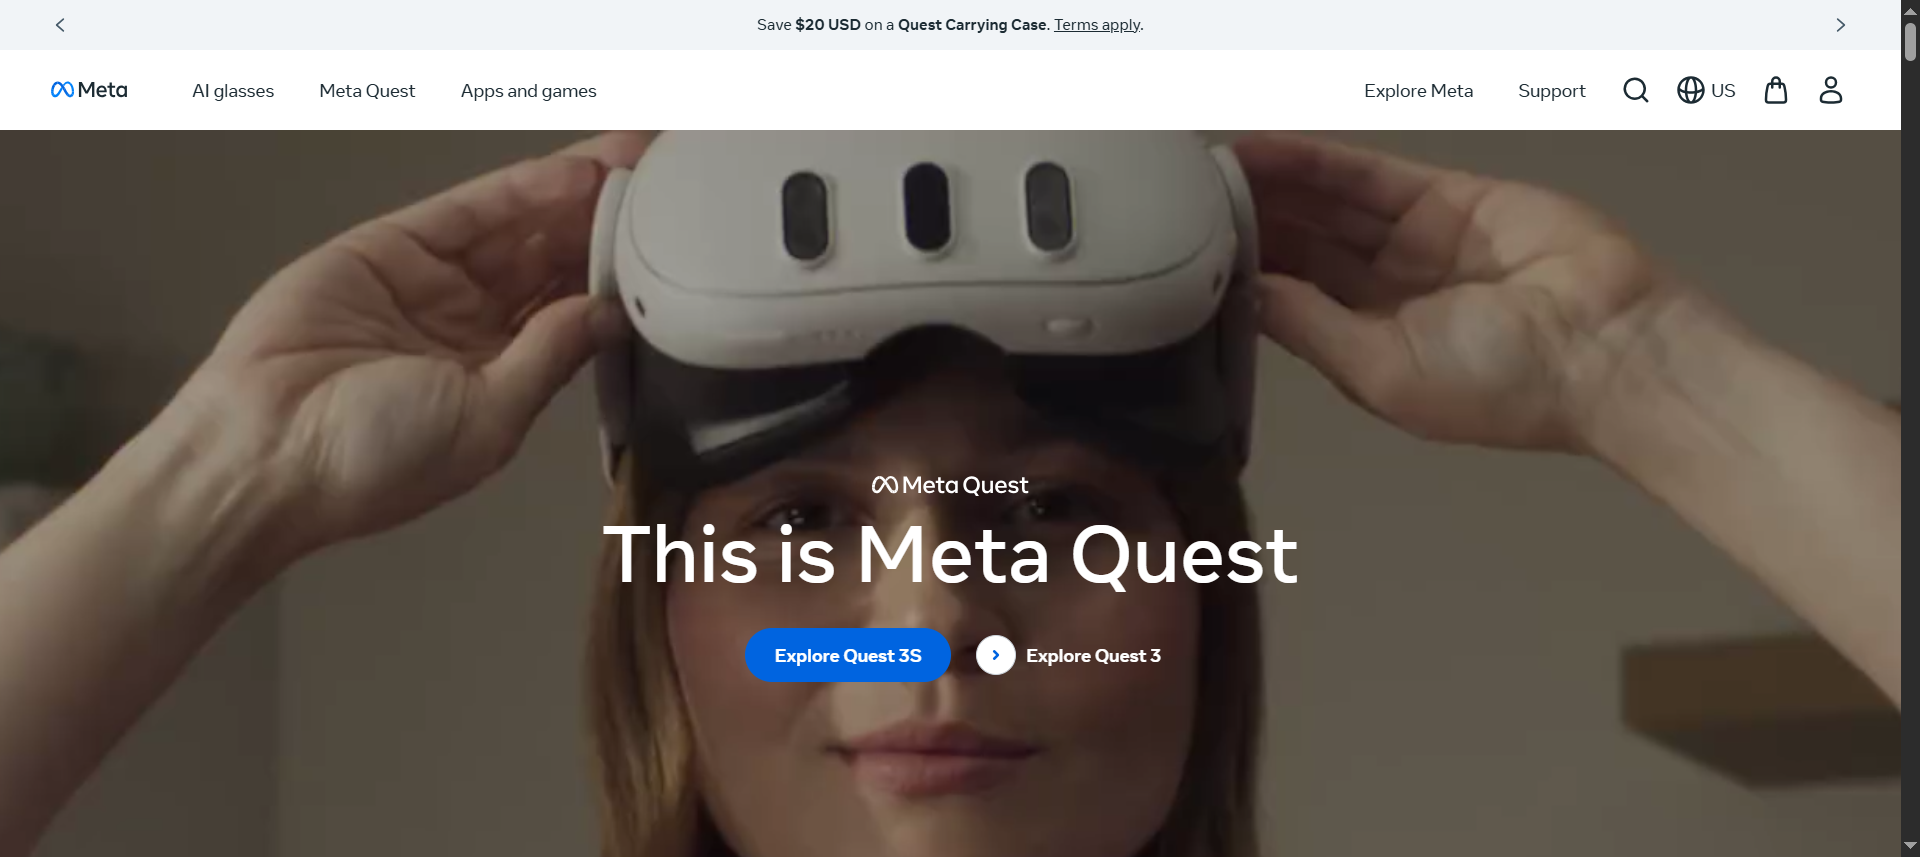 Save $20 USD on a Quest Carrying Case. Terms apply.
Meta
AI glasses
Meta Quest
Apps and games
Explore Meta
Support
US
Meta Quest
This is Meta Quest
Explore Quest 3S
Explore Quest 3